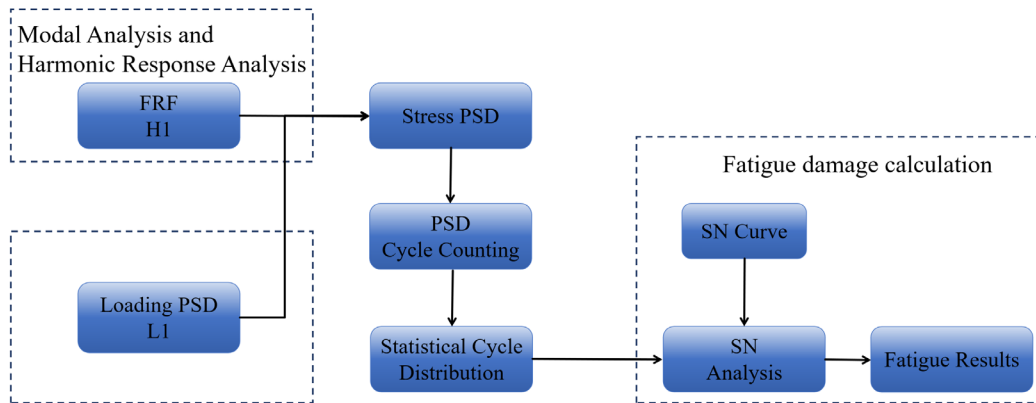 Modal Analysis and
Harmonic Response Analysis
FRF
H1
Stress PSD
Loading PSD
L1
PSD
Cycle Counting
Statistical Cycle
Distribution
Fatigue damage calculation
SN Curve
SN
Analysis
Fatigue Results